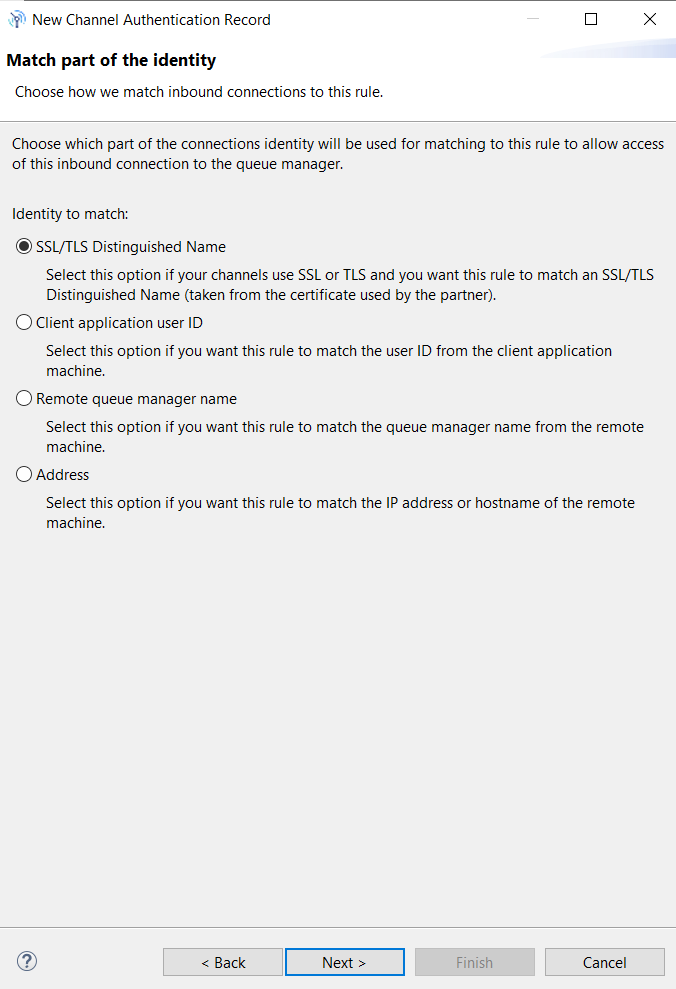 New Channel Authentication Record
Match part of the identity
Choose how we match inbound connections to this rule.
Choose which part of the connections identity will be used for matching to this rule to allow access
of this inbound connection to the queue manager.
Identity to match:
SSL/TLS Distinguished Name
Select this option if your channels use SSL or TLS and you want this rule to match an SSL/TLS
Distinguished Name (taken from the certificate used by the partner).
Client application user ID
Select this option if you want this rule to match the user ID from the client application
machine.
Remote queue manager name
Select this option if you want this rule to match the queue manager name from the remote
machine.
Address
Select this option if you want this rule to match the IP address or hostname of the remote
machine.
? < Back Next > Finish Cancel